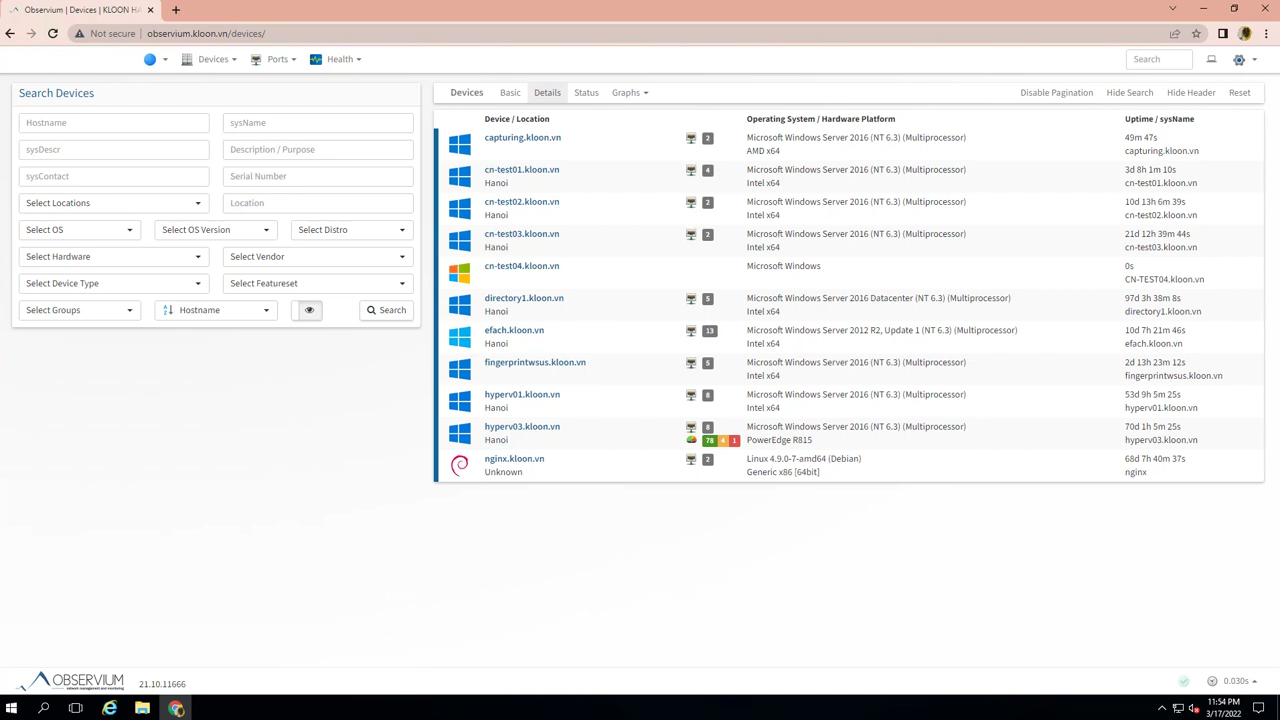 Observium | Devices | KLOON HA
Not secure observium.kloon.vn/devices/
Devices Ports Health Search
Search Devices
Hostname sysName
sysDescr Description / Purpose
sysContact Serial Number
Select Locations Location
Select OS Select OS Version Select Distro
Select Hardware Select Vendor
Select Device Type Select Featureset
Select Groups Hostname Search
Devices Basic Details Status Graphs Disable Pagination Hide Search Hide Header Reset
Device / Location Operating System / Hardware Platform Uptime / sysName
capturing.kloon.vn 2 Microsoft Windows Server 2016 (NT 6.3) (Multiprocessor) 49m 47s
AMD x64 capturing.kloon.vn
cn-test01.kloon.vn 4 Microsoft Windows Server 2016 (NT 6.3) (Multiprocessor) 3d 8h 1m 10s
Hanoi Intel x64 cn-test01.kloon.vn
cn-test02.kloon.vn 2 Microsoft Windows Server 2016 (NT 6.3) (Multiprocessor) 10d 13h 6m 39s
Hanoi Intel x64 cn-test02.kloon.vn
cn-test03.kloon.vn 2 Microsoft Windows Server 2016 (NT 6.3) (Multiprocessor) 21d 12h 39m 44s
Hanoi Intel x64 cn-test03.kloon.vn
cn-test04.kloon.vn Microsoft Windows 0s
CN-TEST04.kloon.vn
directory1.kloon.vn 5 Microsoft Windows Server 2016 Datacenter (NT 6.3) (Multiprocessor) 97d 3h 38m 8s
Hanoi Intel x64 directory1.kloon.vn
efach.kloon.vn 13 Microsoft Windows Server 2012 R2, Update 1 (NT 6.3) (Multiprocessor) 10d 7h 21m 46s
Hanoi Intel x64 efach.kloon.vn
fingerprintwsus.kloon.vn 5 Microsoft Windows Server 2016 (NT 6.3) (Multiprocessor) 2d 13h 23m 12s
Intel x64 fingerprintwsus.kloon.vn
hyperv01.kloon.vn 8 Microsoft Windows Server 2016 (NT 6.3) (Multiprocessor) 53d 9h 5m 25s
Hanoi Intel x64 hyperv01.kloon.vn
hyperv03.kloon.vn 8 Microsoft Windows Server 2016 (NT 6.3) (Multiprocessor) 70d 1h 5m 25s
Hanoi 78 4 1 PowerEdge R815 hyperv03.kloon.vn
nginx.kloon.vn 2 Linux 4.9.0-7-amd64 (Debian) 68d 7h 40m 37s
Unknown Generic x86 [64bit] nginx
OBSERVIUM 21.10.11666 0.030s
network management and monitoring
11:54 PM
3/17/2022